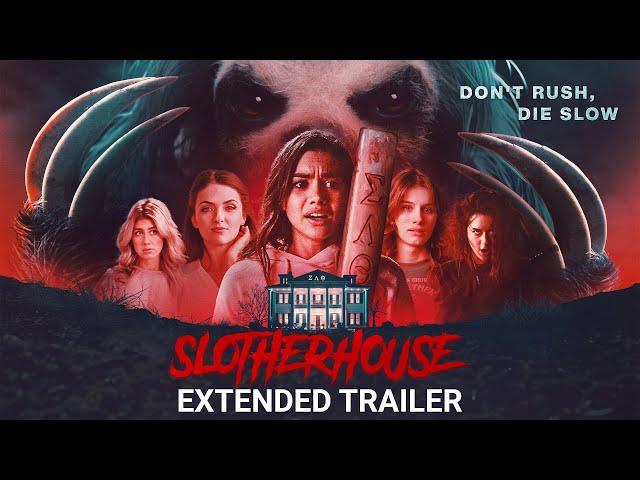 DON'T RUSH,
DIE SLOW
ΣΛΘ
ΣΛΘ
SLOTHERHOUSE
EXTENDED TRAILER